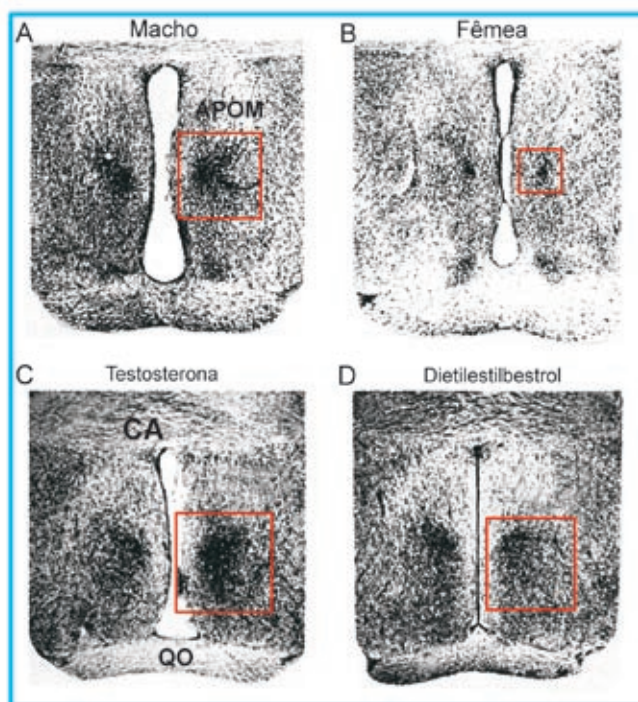 A
Macho
B
Fêmea
APOM
C
Testosterona
D
Dietilestilbestrol
CA
QO